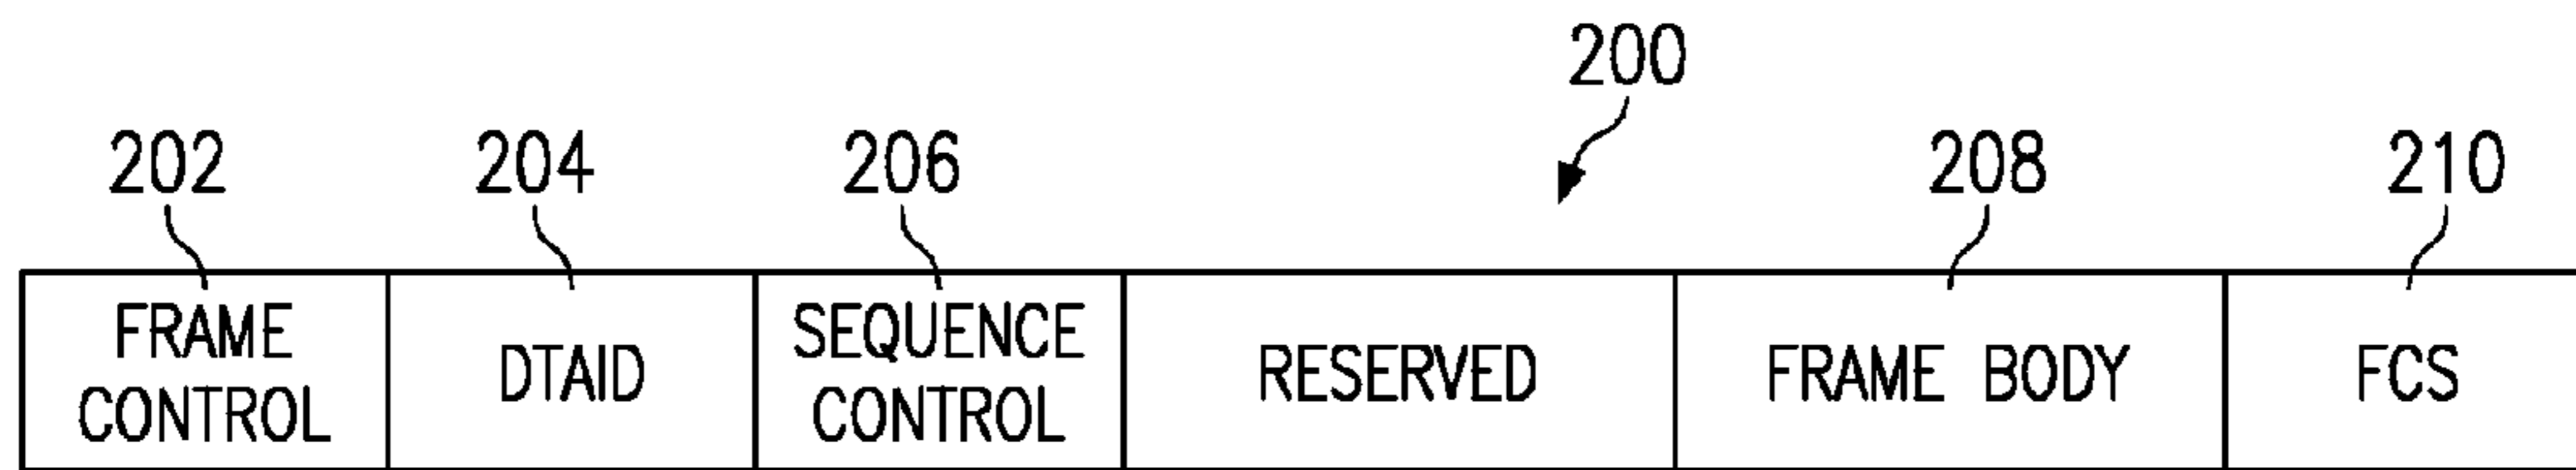 200
202 204 206 208 210
FRAME CONTROL
DTAID
SEQUENCE CONTROL
RESERVED
FRAME BODY
FCS